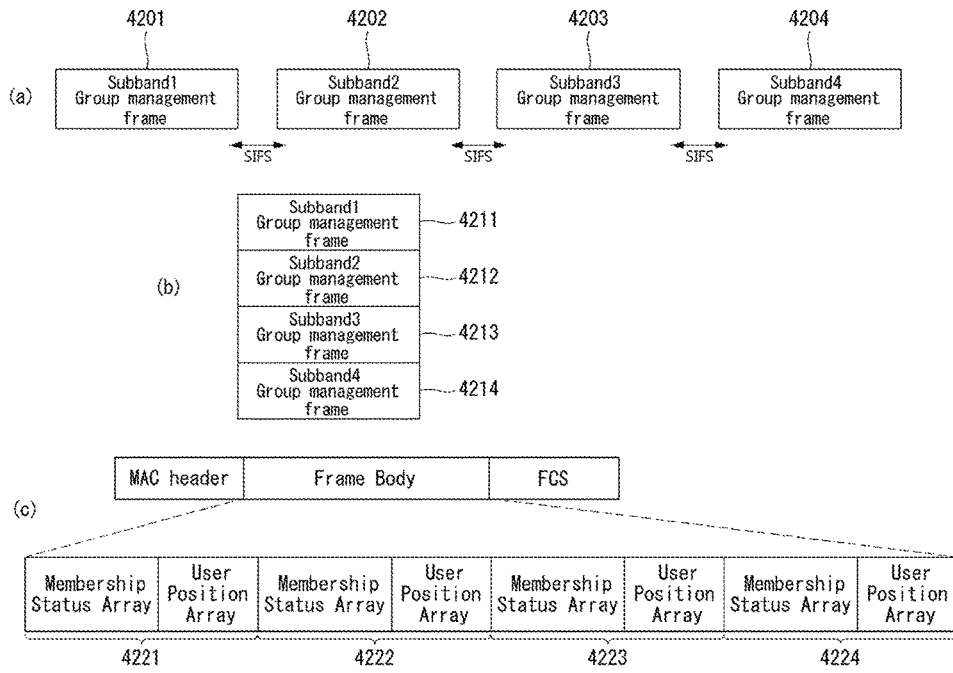 4201 4202 4203 4204
(a)
Subband1
Group management
frame
Subband2
Group management
frame
Subband3
Group management
frame
Subband4
Group management
frame
SIFS SIFS SIFS
(b)
Subband1
Group management
frame
4211
Subband2
Group management
frame
4212
Subband3
Group management
frame
4213
Subband4
Group management
frame
4214
(c)
MAC header Frame Body FCS
Membership
Status Array
User
Position
Array
Membership
Status Array
User
Position
Array
Membership
Status Array
User
Position
Array
Membership
Status Array
User
Position
Array
4221 4222 4223 4224